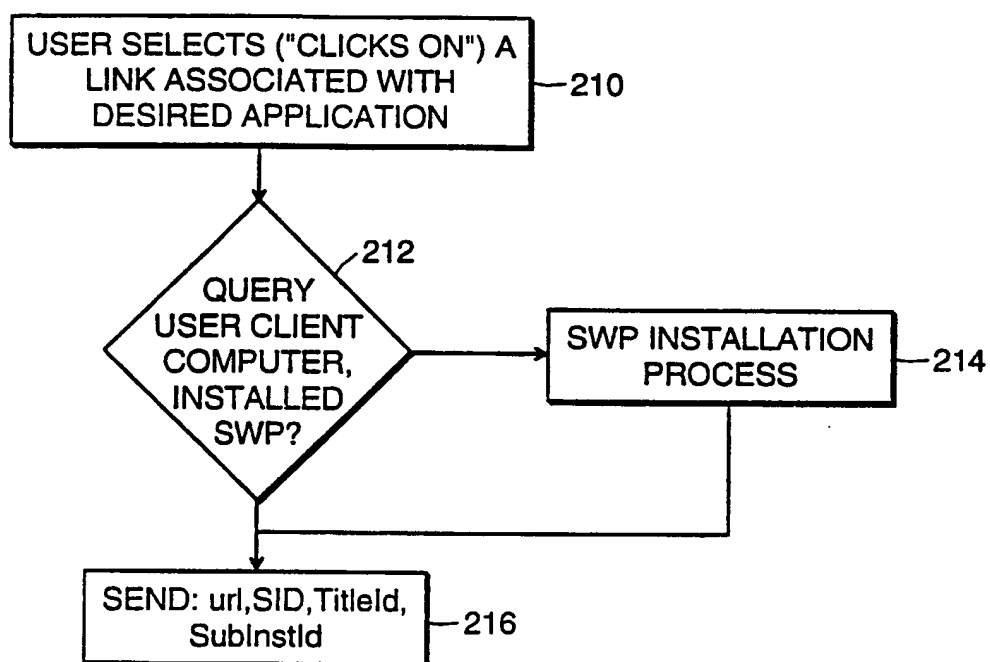 USER SELECTS ("CLICKS ON") A
LINK ASSOCIATED WITH
DESIRED APPLICATION
210
212
QUERY
USER CLIENT
COMPUTER,
INSTALLED
SWP?
SWP INSTALLATION
PROCESS
214
SEND: url,SID,TitleId,
SubInstId
216